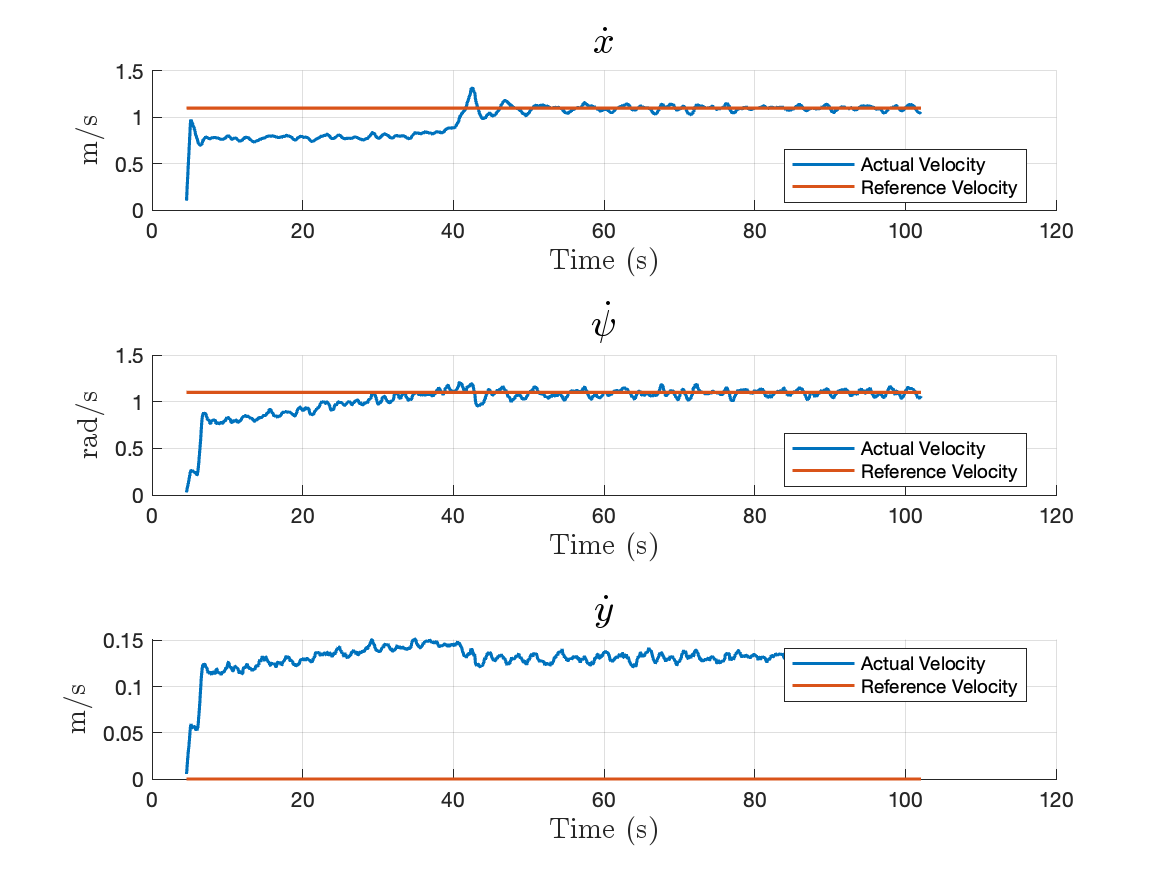 ẋ
1.5
1
0.5
0
m/s
Actual Velocity
Reference Velocity
0 20 40 60 80 100 120
Time (s)
ψ̇
1.5
1
0.5
0
rad/s
Actual Velocity
Reference Velocity
0 20 40 60 80 100 120
Time (s)
ẏ
0.15
0.1
0.05
0
m/s
Actual Velocity
Reference Velocity
0 20 40 60 80 100 120
Time (s)